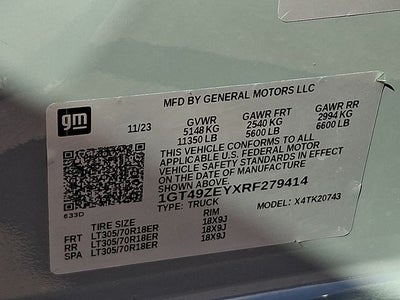 MFD BY GENERAL MOTORS LLC
gm
11/23
GVWR GAWR FRT GAWR RR
5148 KG 2540 KG 2994 KG
11350 LB 5600 LB 6600 LB
THIS VEHICLE CONFORMS TO ALL
APPLICABLE U.S. FEDERAL MOTOR
VEHICLE SAFETY STANDARDS IN EFFECT
ON THE DATE OF MANUFACTURE
SHOWN ABOVE.
1GT49ZEYXRF279414
TYPE: TRUCK MODEL: X4TK20743
633D
TIRE SIZE RIM
FRT LT305/70R18ER 18X9J
RR LT305/70R18ER 18X9J
SPA LT305/70R18ER 18X9J